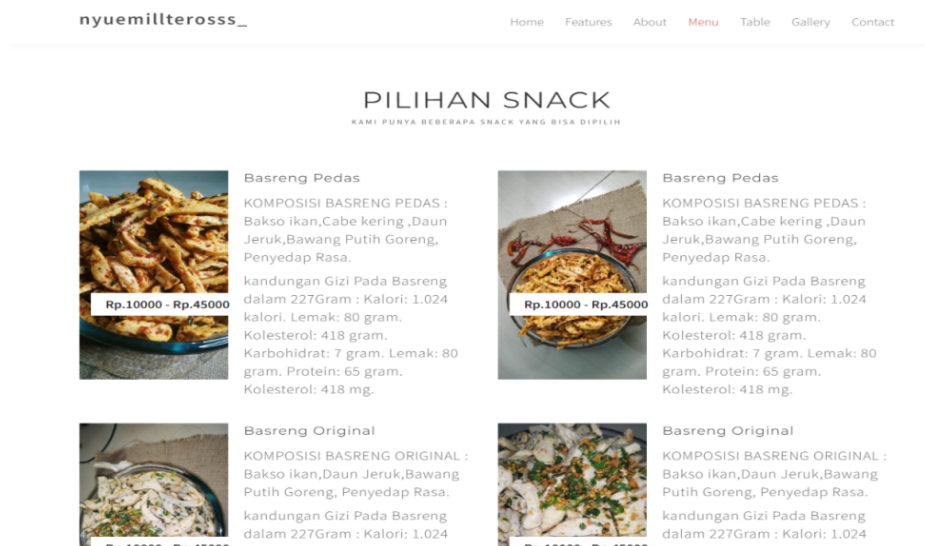 nyuemillterosss_
Home Features About Menu Table Gallery Contact
PILIHAN SNACK
KAMI PUNYA BEBERAPA SNACK YANG BISA DIPILIH
Basreng Pedas
KOMPOSISI BASRENG PEDAS :
Bakso ikan,Cabe kering ,Daun
Jeruk,Bawang Putih Goreng,
Penyedap Rasa.
kandungan Gizi Pada Basreng
dalam 227Gram : Kalori: 1.024
kalori. Lemak: 80 gram.
Kolesterol: 418 gram.
Karbohidrat: 7 gram. Lemak: 80
gram. Protein: 65 gram.
Kolesterol: 418 mg.
Rp.10000 - Rp.45000
Basreng Pedas
KOMPOSISI BASRENG PEDAS :
Bakso ikan,Cabe kering ,Daun
Jeruk,Bawang Putih Goreng,
Penyedap Rasa.
kandungan Gizi Pada Basreng
dalam 227Gram : Kalori: 1.024
kalori. Lemak: 80 gram.
Kolesterol: 418 gram.
Karbohidrat: 7 gram. Lemak: 80
gram. Protein: 65 gram.
Kolesterol: 418 mg.
Rp.10000 - Rp.45000
Basreng Original
KOMPOSISI BASRENG ORIGINAL :
Bakso ikan,Daun Jeruk,Bawang
Putih Goreng, Penyedap Rasa.
kandungan Gizi Pada Basreng
dalam 227Gram : Kalori: 1.024
Basreng Original
KOMPOSISI BASRENG ORIGINAL :
Bakso ikan,Daun Jeruk,Bawang
Putih Goreng, Penyedap Rasa.
kandungan Gizi Pada Basreng
dalam 227Gram : Kalori: 1.024